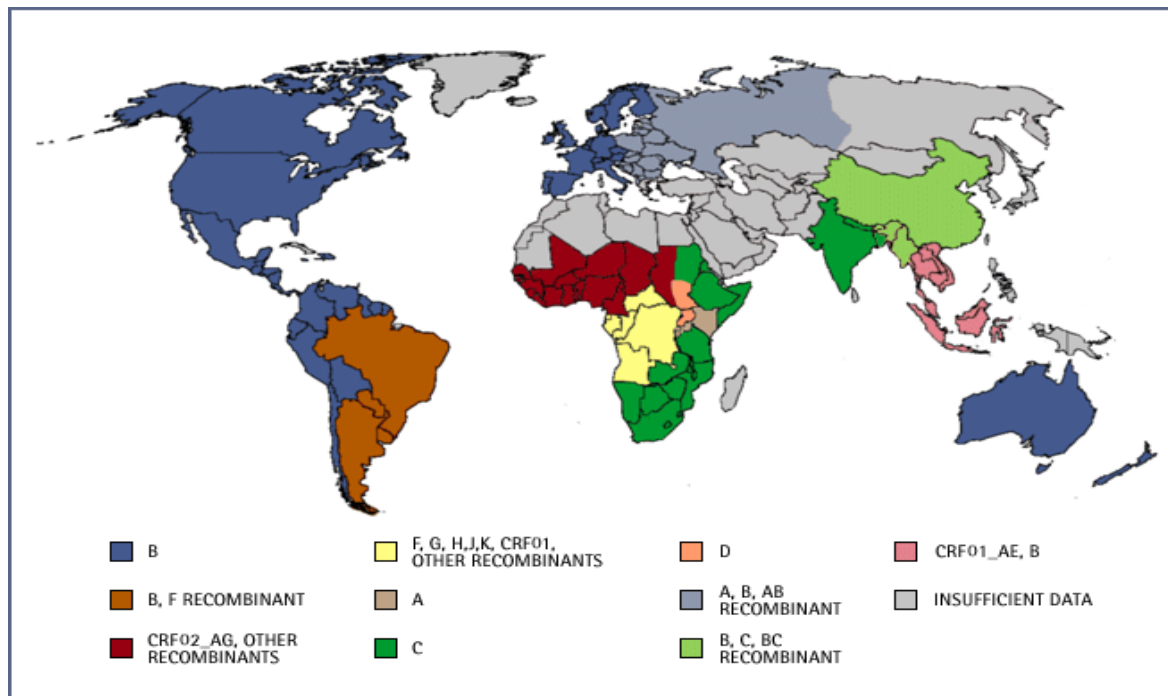 B
B, F RECOMBINANT
CRF02_AG, OTHER
RECOMBINANTS
F, G, H,J,K, CRF01,
OTHER RECOMBINANTS
A
C
D
A, B, AB
RECOMBINANT
B, C, BC
RECOMBINANT
CRF01_AE, B
INSUFFICIENT DATA